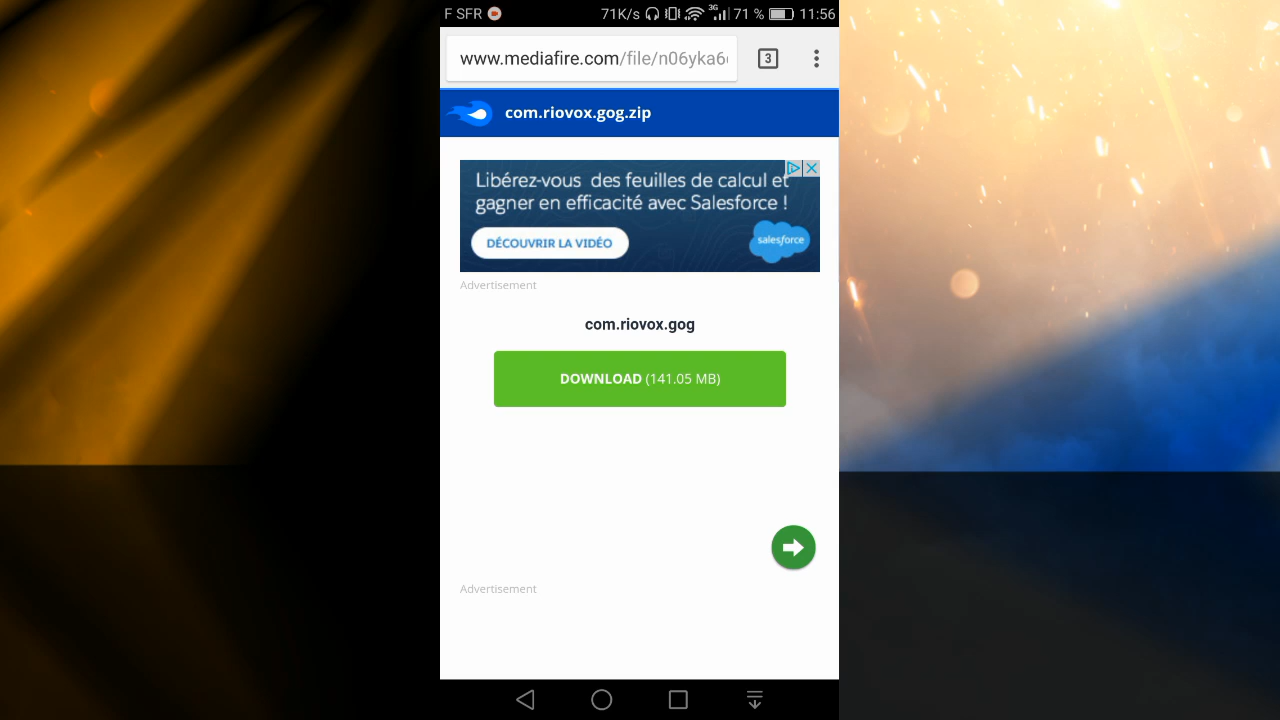 F SFR 71K/s 3G 71 % 11:56
www.mediafire.com/file/n06yka6
3
com.riovox.gog.zip
Libérez-vous des feuilles de calcul et
gagner en efficacité avec Salesforce !
DÉCOUVRIR LA VIDÉO
salesforce
Advertisement
com.riovox.gog
DOWNLOAD (141.05 MB)
Advertisement